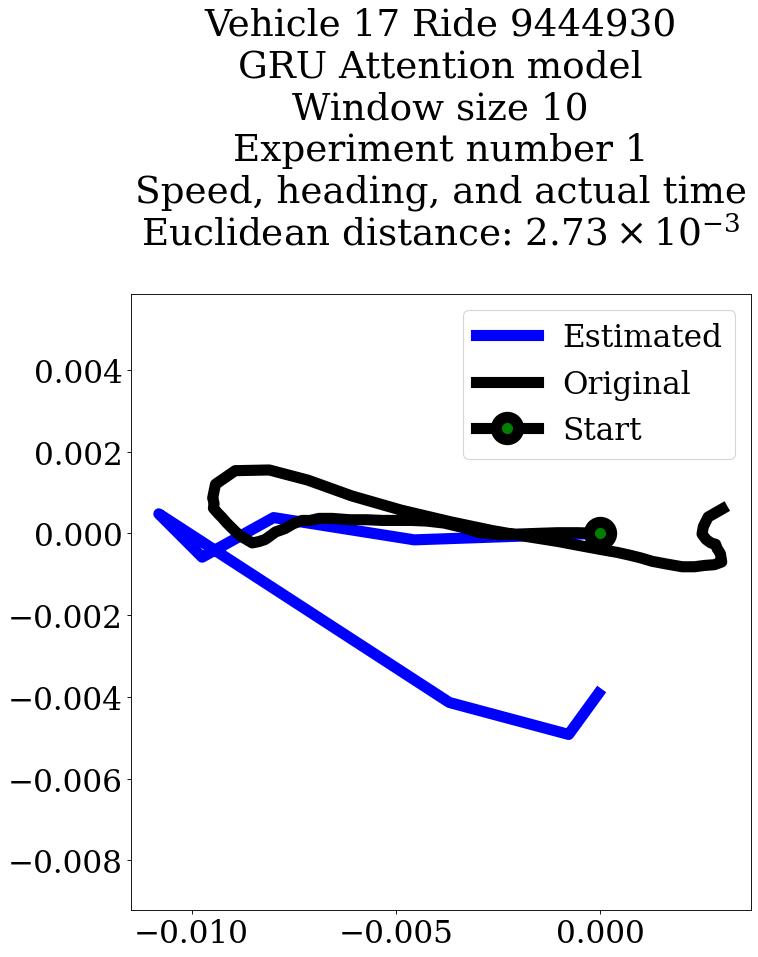 Vehicle 17 Ride 9444930
GRU Attention model
Window size 10
Experiment number 1
Speed, heading, and actual time
Euclidean distance: 2.73 × 10⁻³
Estimated
Original
Start
0.004
0.002
0.000
−0.002
−0.004
−0.006
−0.008
−0.010 −0.005 0.000